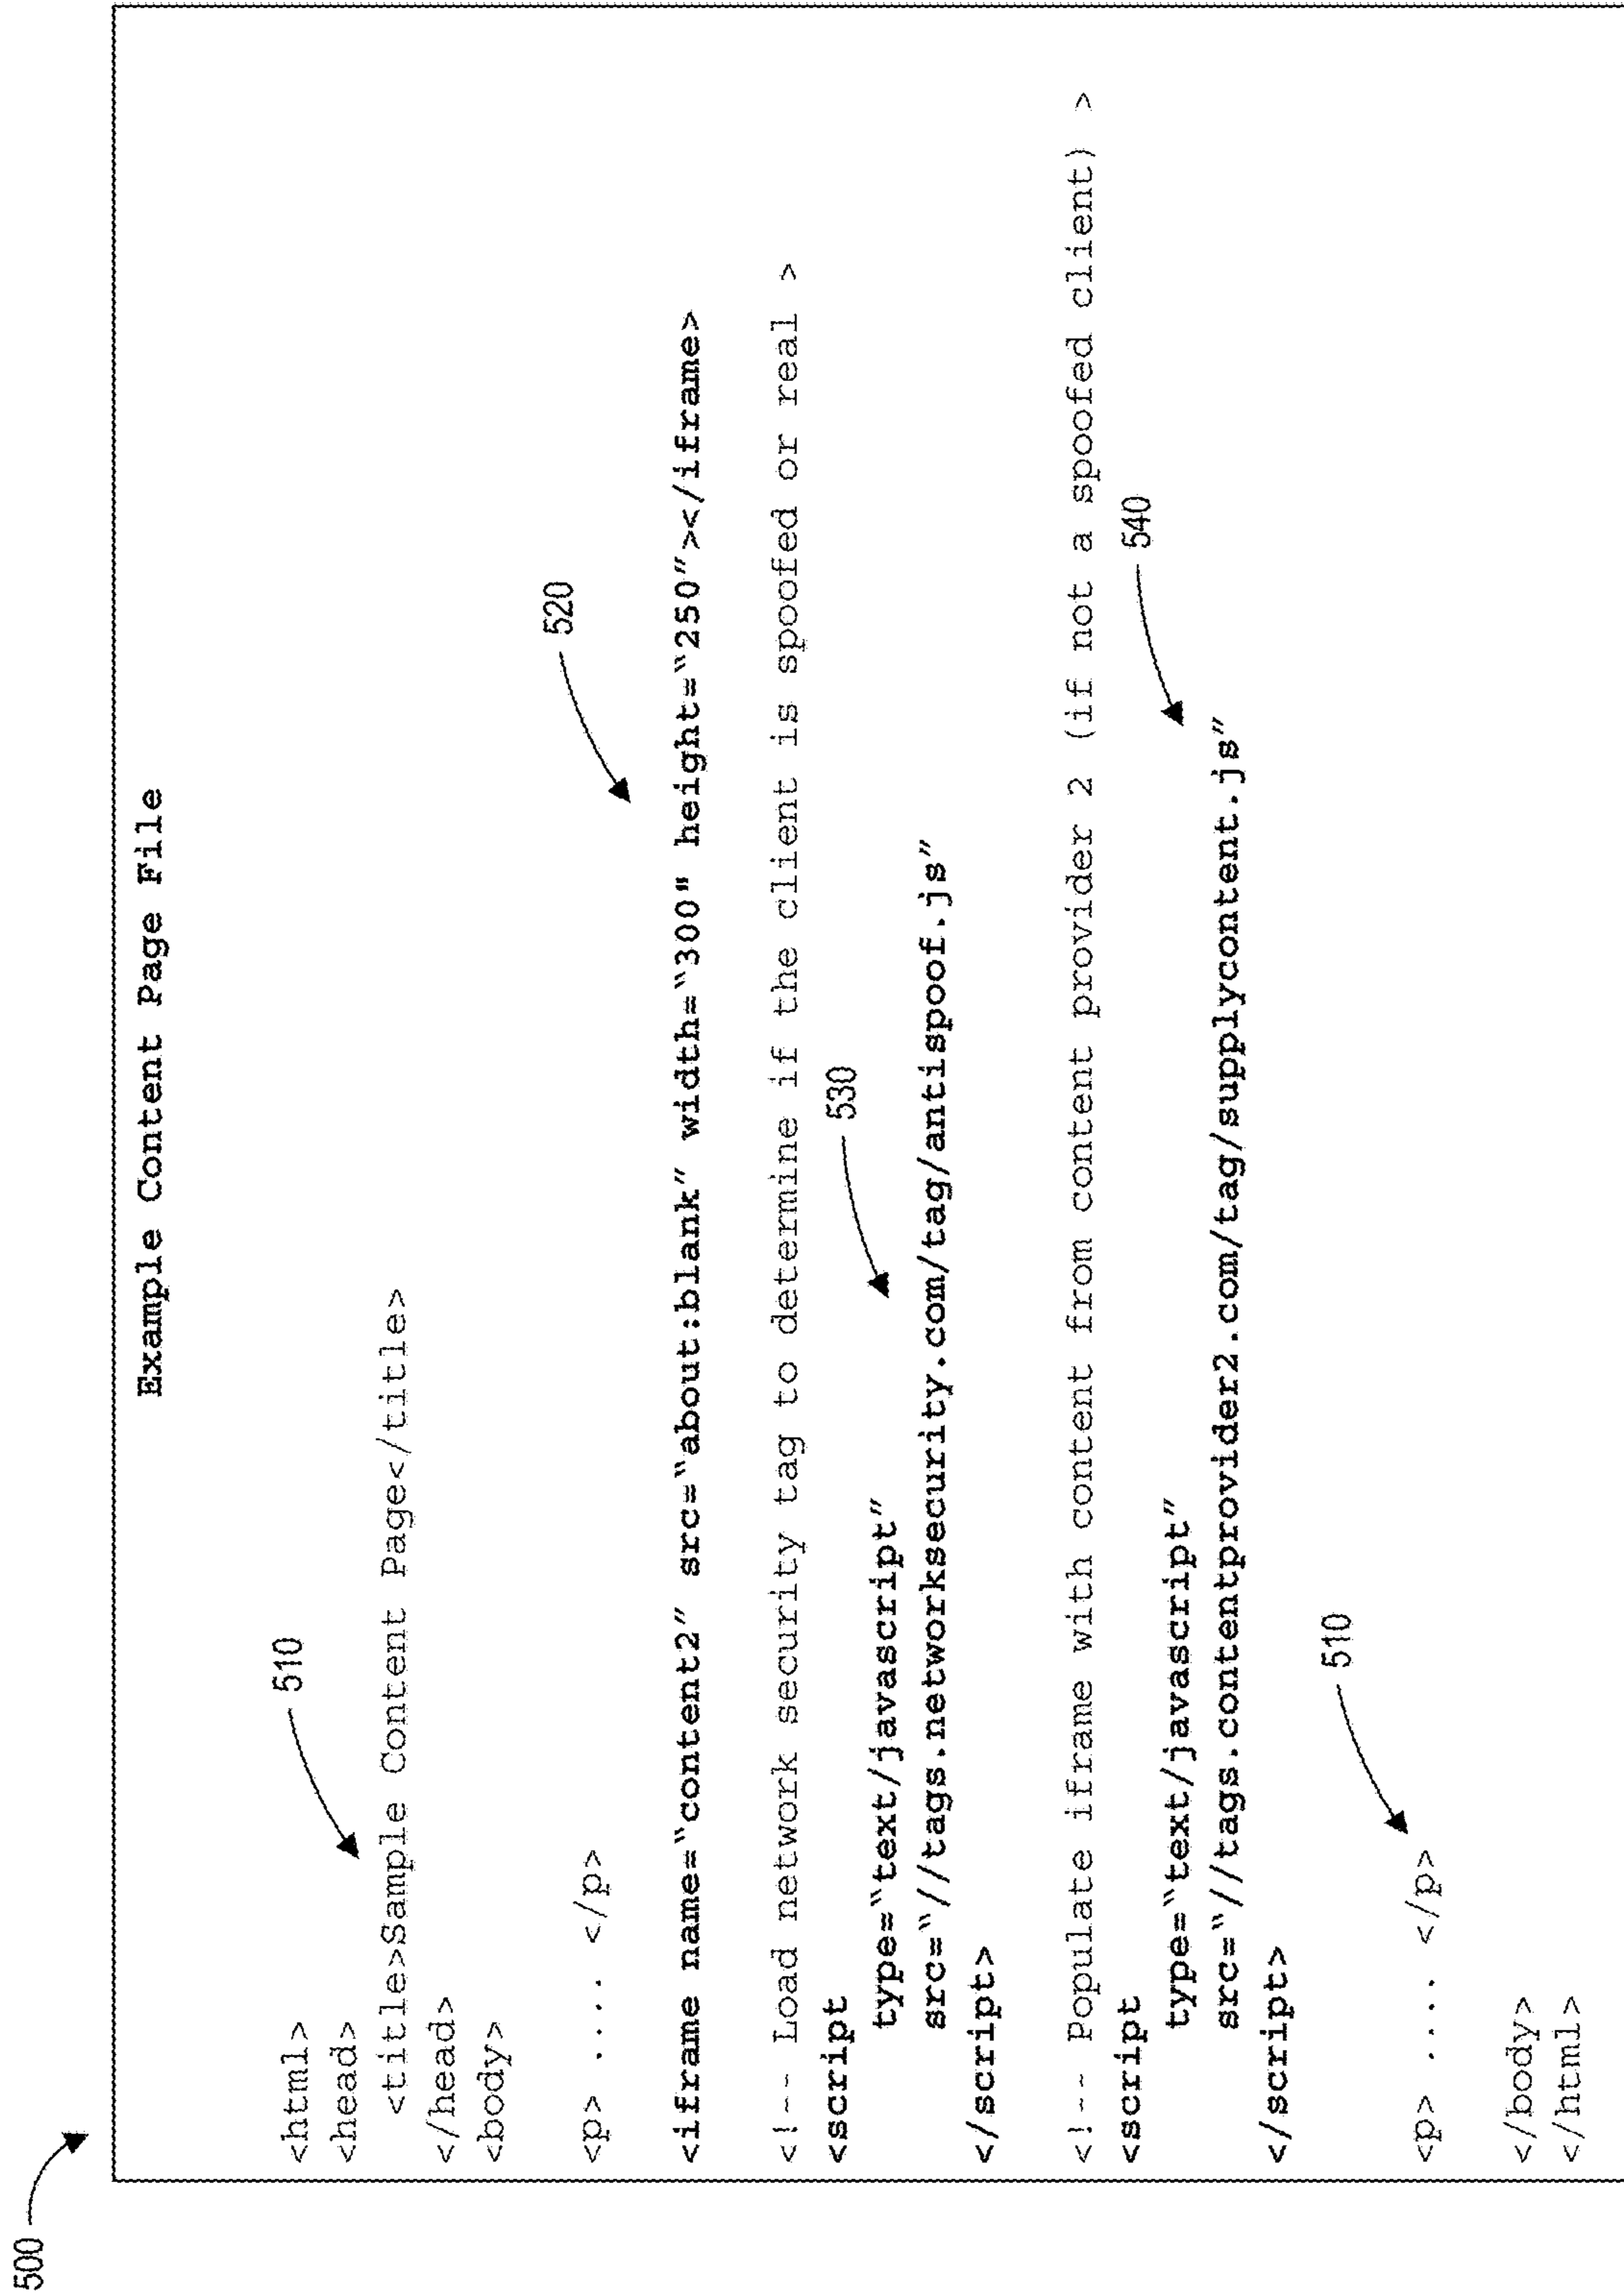 500
Example Content Page File
510
<html>
<head>
<title>Sample Content Page</title>
</head>
<body>
<p> .... </p>
520
<iframe name="content2" src="about:blank" width="300" height="250"></iframe>
<!-- Load network security tag to determine if the client is spoofed or real >
<script
530
type="text/javascript"
src="//tags.networksecurity.com/tag/antispoof.js"
</script>
<!-- Populate iframe with content from content provider 2 (if not a spoofed client) >
<script
540
type="text/javascript"
src="//tags.contentprovider2.com/tag/supplycontent.js"
</script>
510
<p> .... </p>
</body>
</html>